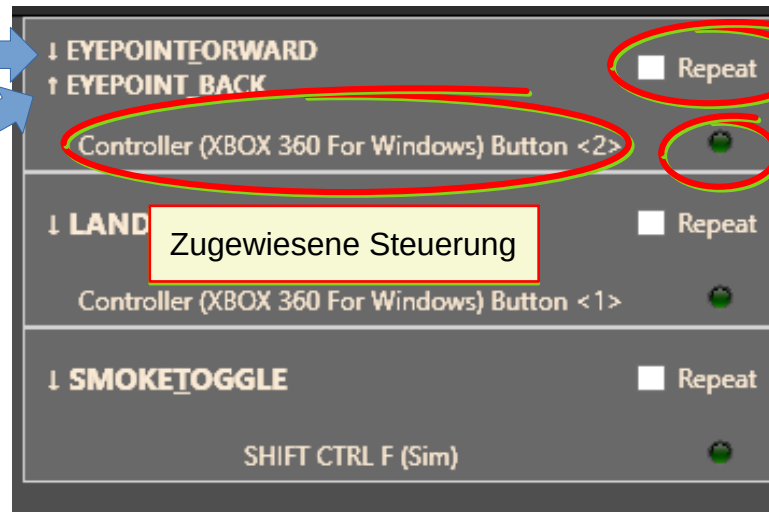 ↓ EYEPOINTFORWARD
↑ EYEPOINT_BACK
Repeat
Controller (XBOX 360 For Windows) Button <2>
↓ LAND
Repeat
Zugewiesene Steuerung
Controller (XBOX 360 For Windows) Button <1>
↓ SMOKETOGGLE
Repeat
SHIFT CTRL F (Sim)